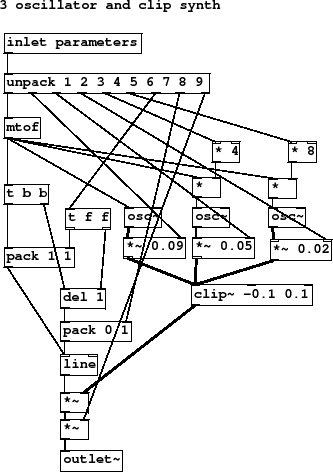 3 oscillator and clip synth
inlet parameters
unpack 1 2 3 4 5 6 7 8 9
mtof
* 4
* 8
*
*
t b b
t f f
osc~
osc~
osc~
*~ 0.09
*~ 0.05
*~ 0.02
pack 1 1
del 1
clip~ -0.1 0.1
pack 0 1
line
*~
*~
outlet~